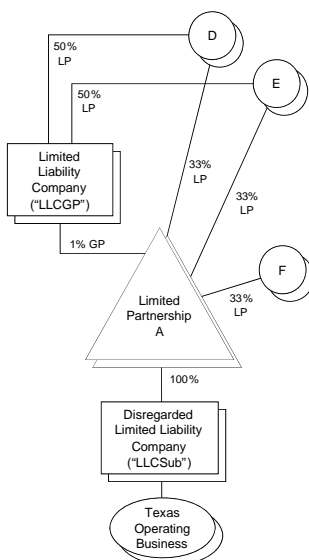 D
50%
LP
50%
LP
E
Limited
Liability
Company
("LLCGP")
33%
LP
33%
LP
1% GP
F
Limited
Partnership
A
33%
LP
100%
Disregarded
Limited Liability
Company
("LLCSub")
Texas
Operating
Business